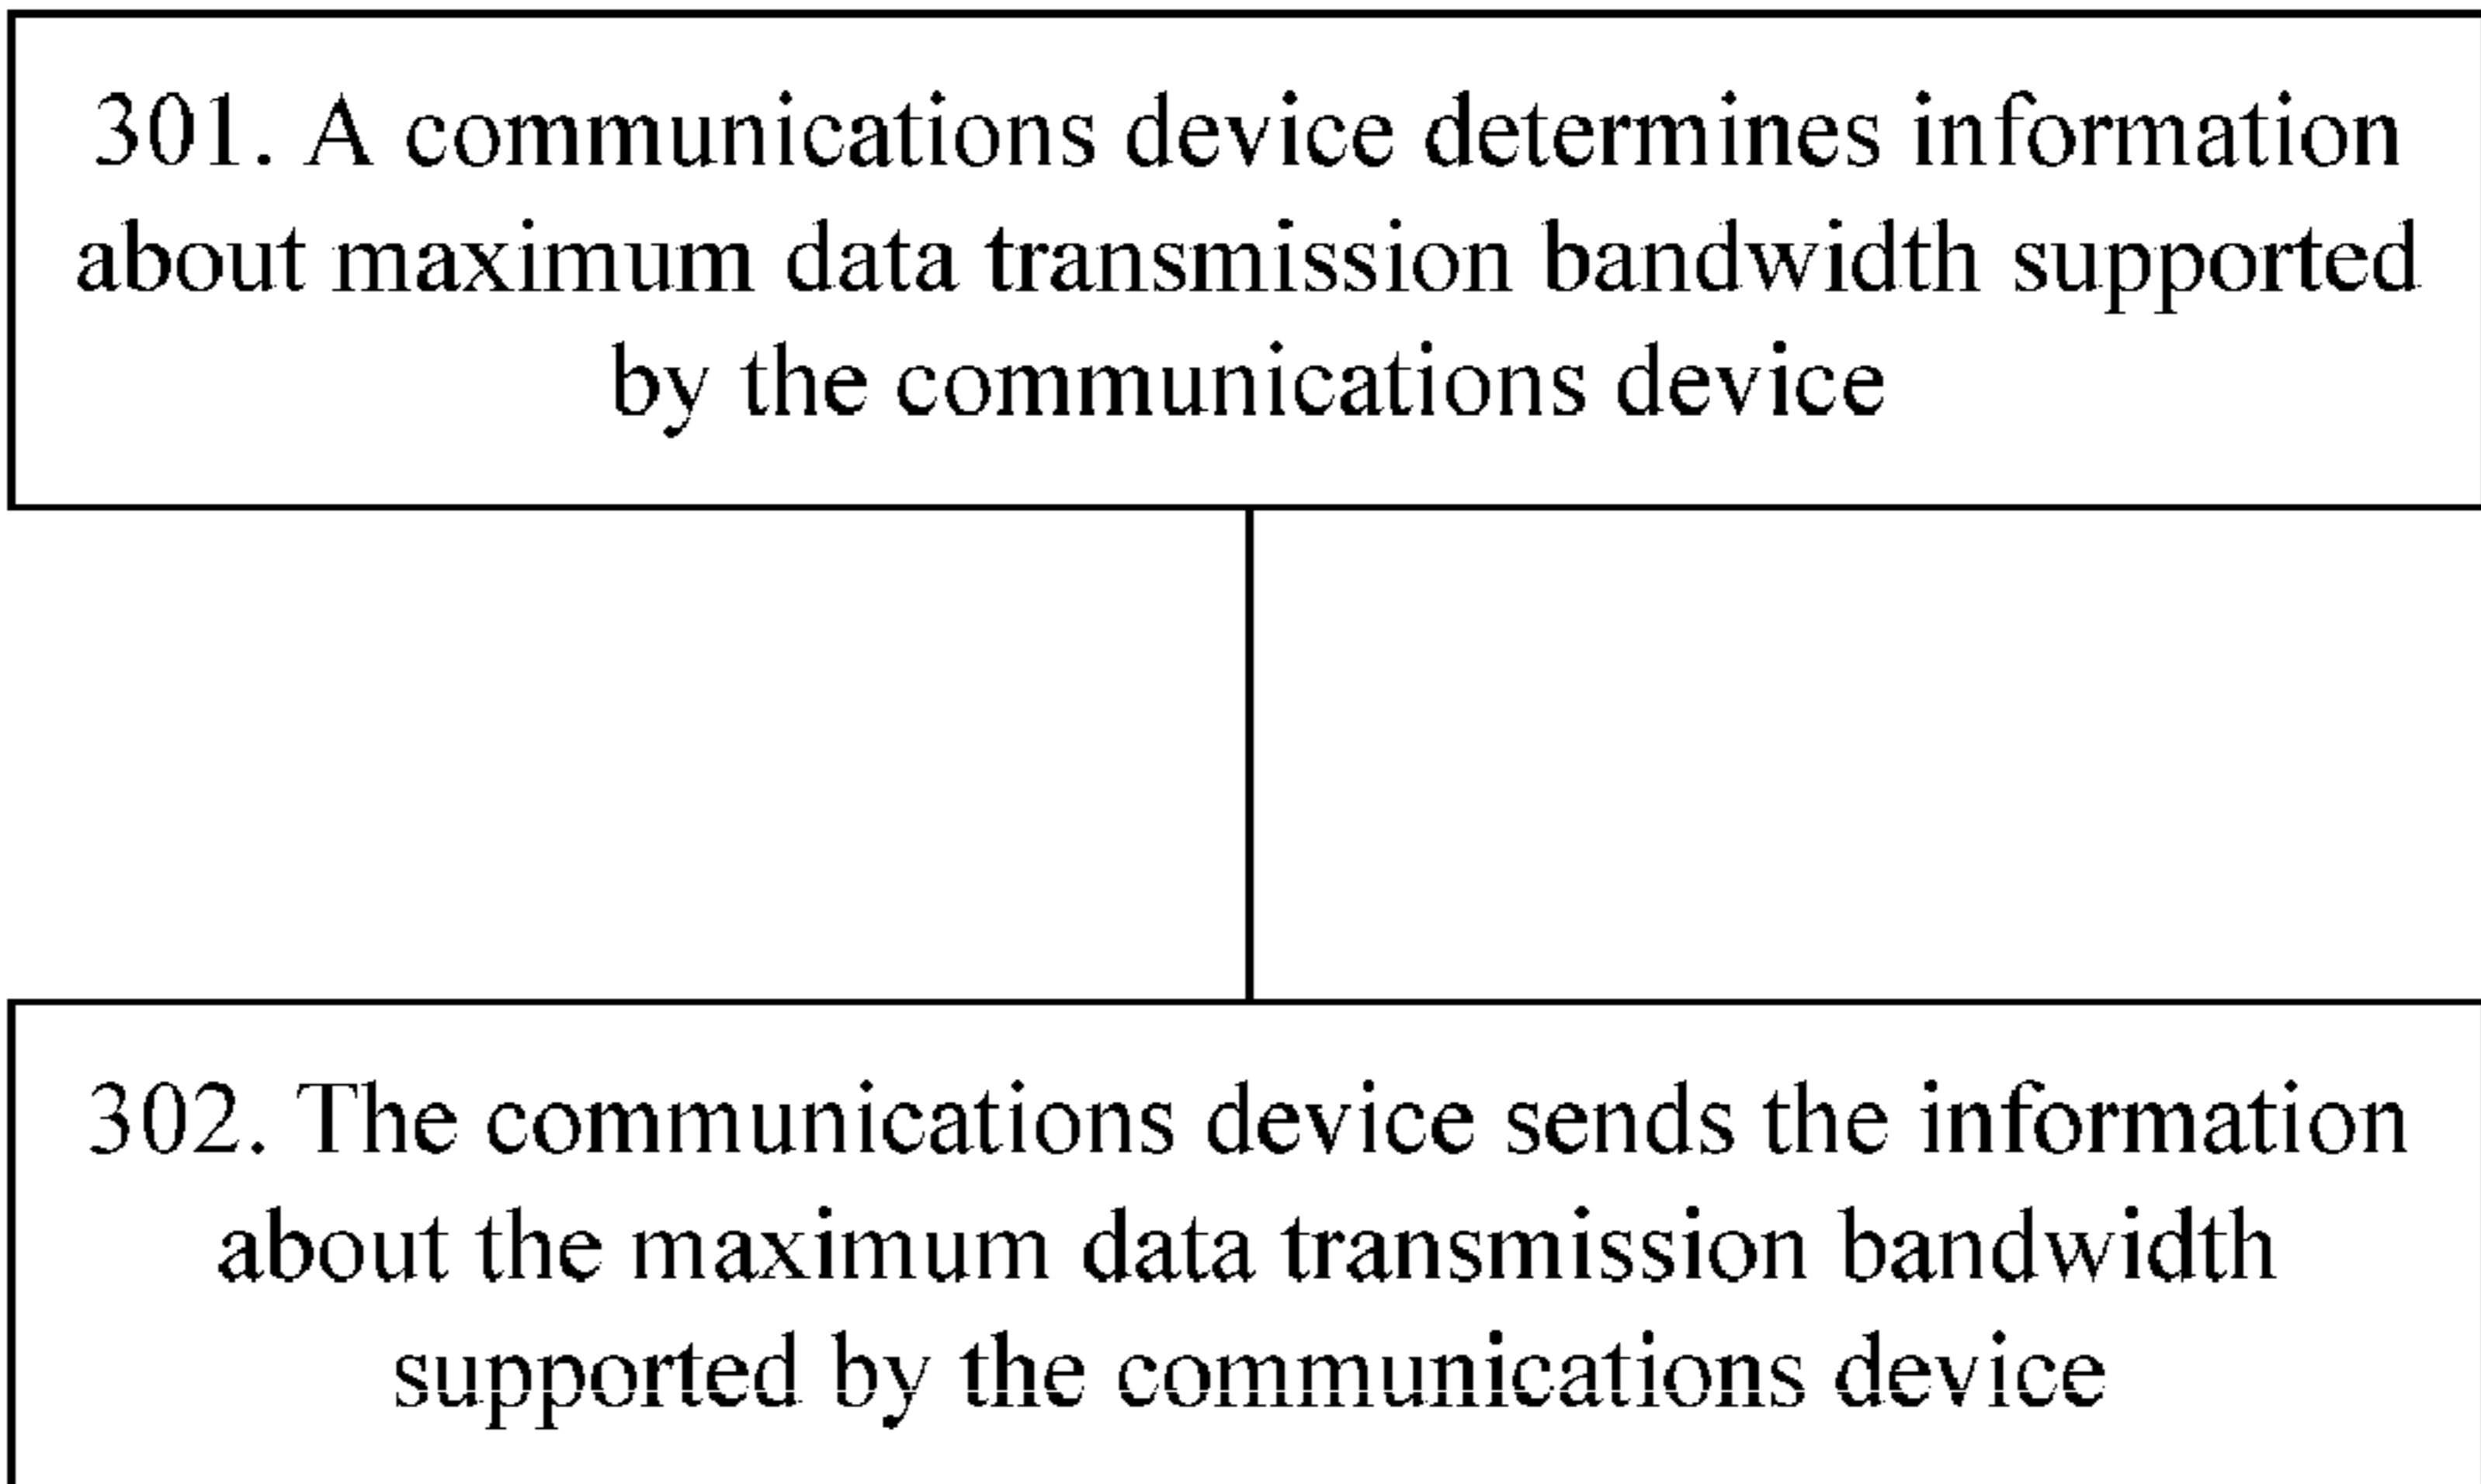 301. A communications device determines information
about maximum data transmission bandwidth supported
by the communications device
302. The communications device sends the information
about the maximum data transmission bandwidth
supported by the communications device